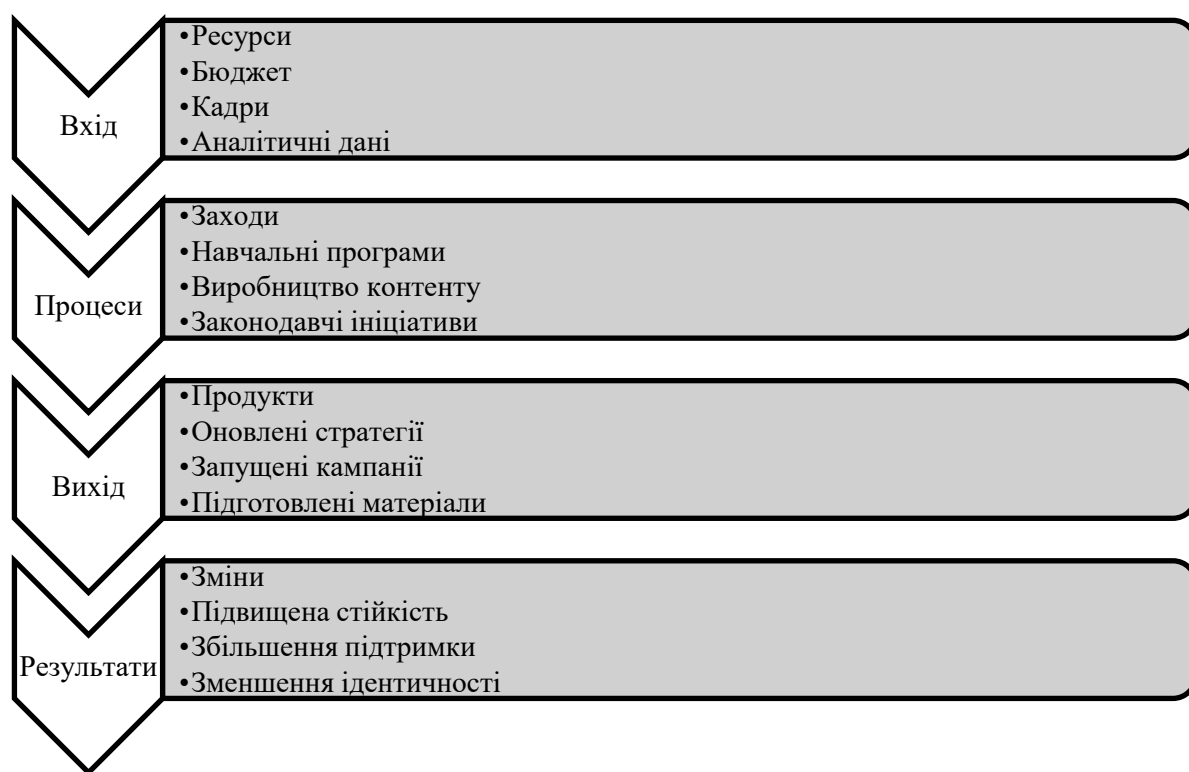 Вхід
•Ресурси
•Бюджет
•Кадри
•Аналітичні дані
Процеси
•Заходи
•Навчальні програми
•Виробництво контенту
•Законодавчі ініціативи
Вихід
•Продукти
•Оновлені стратегії
•Запущені кампанії
•Підготовлені матеріали
Результати
•Зміни
•Підвищена стійкість
•Збільшення підтримки
•Зменшення ідентичності